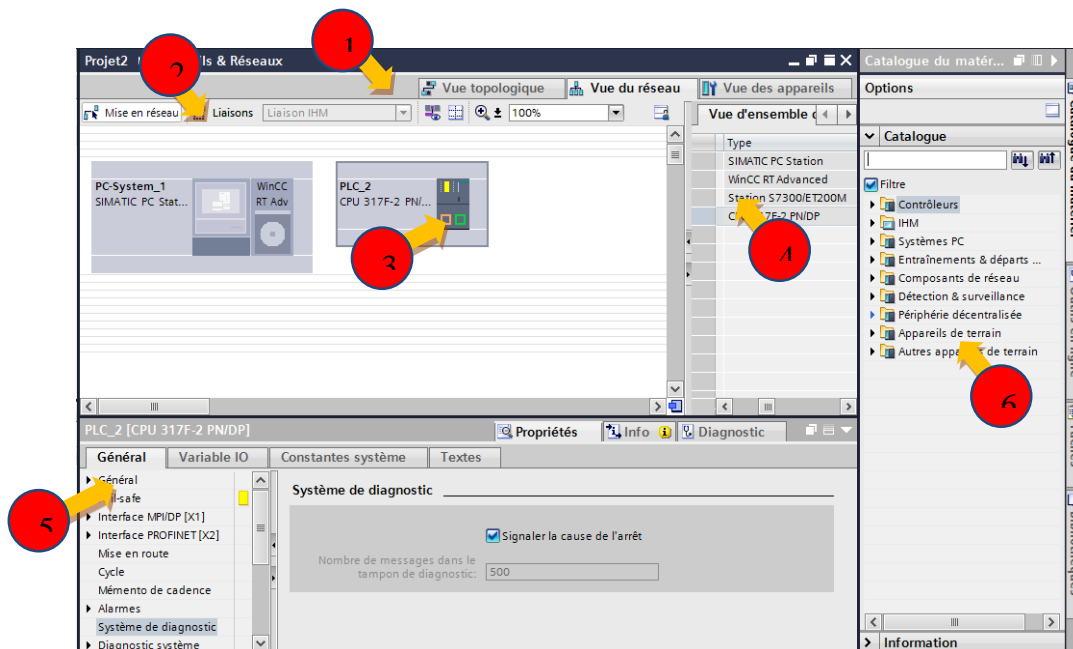 1
2
Projet2
ls & Réseaux
Catalogue du matér...
Vue topologique
Vue du réseau
Vue des appareils
Options
Mise en réseau
Liaisons
Liaison IHM
100%
Vue d'ensemble
Catalogue
Type
SIMATIC PC Station
WinCC RT Advanced
Station S7300/ET200M
7F-2 PN/DP
Filtre
PC-System_1
SIMATIC PC Stat...
WinCC
RT Adv
PLC_2
CPU 317F-2 PN/...
3
4
Contrôleurs
IHM
Systèmes PC
Entraînements & départs ...
Composants de réseau
Détection & surveillance
Périphérie décentralisée
Appareils de terrain
Autres appa de terrain
6
PLC_2 [CPU 317F-2 PN/DP]
Propriétés
Info
Diagnostic
Général
Variable IO
Constantes système
Textes
Général
il-safe
Interface MPI/DP [X1]
Interface PROFINET [X2]
Mise en route
Cycle
Mémento de cadence
Alarmes
Système de diagnostic
Diagnostic système
5
Système de diagnostic
Signaler la cause de l'arrêt
Nombre de messages dans le
tampon de diagnostic:
500
Information